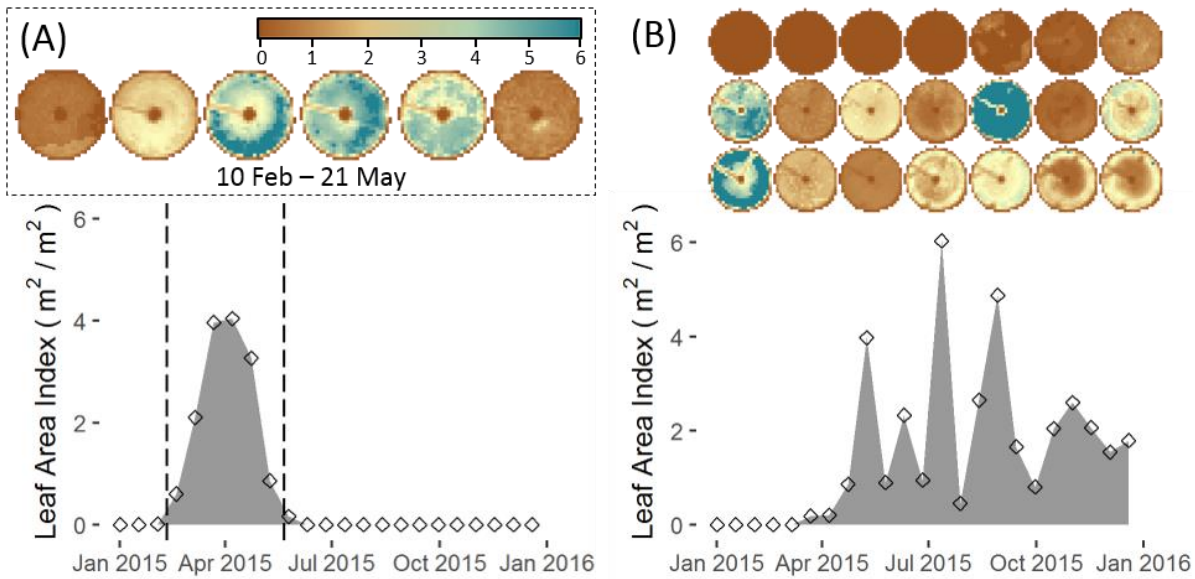 (A)
0 1 2 3 4 5 6
10 Feb – 21 May
Leaf Area Index ( m² / m² )
6
4
2
0
Jan 2015 Apr 2015 Jul 2015 Oct 2015 Jan 2016
(B)
Leaf Area Index ( m² / m² )
6
4
2
0
Jan 2015 Apr 2015 Jul 2015 Oct 2015 Jan 2016